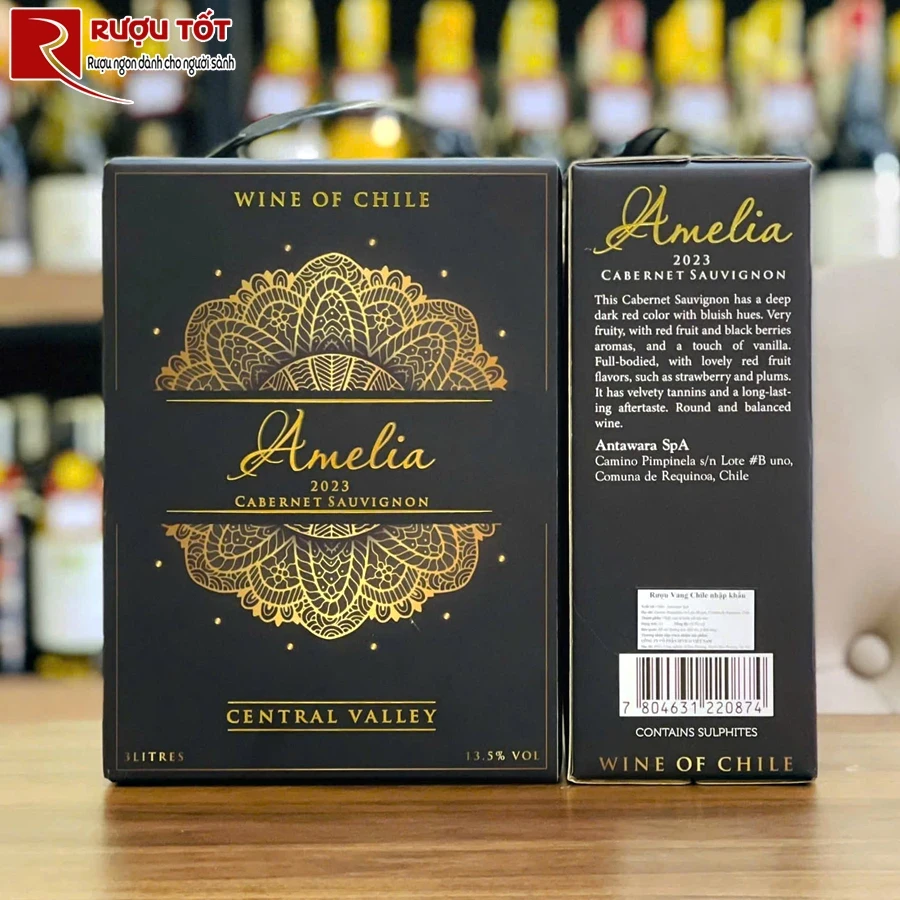 RƯỢU TỐT
Rượu ngon dành cho người sành
WINE OF CHILE
Amelia
2023
CABERNET SAUVIGNON
CENTRAL VALLEY
3LITRES
13.5% VOL
Amelia
2023
CABERNET SAUVIGNON
This Cabernet Sauvignon has a deep
dark red color with bluish hues. Very
fruity, with red fruit and black berries
aromas, and a touch of vanilla.
Full-bodied, with lovely red fruit
flavors, such as strawberry and plums.
It has velvety tannins and a long-last-
ing aftertaste. Round and balanced
wine.
Antawara SpA
Camino Pimpinela s/n Lote #B uno,
Comuna de Requinoa, Chile
Rượu Vang Chile nhập khẩu
7 804631 220874
CONTAINS SULPHITES
WINE OF CHILE